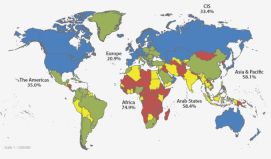 CIS
33.4%
Europe
20.9%
The Americas
35.0%
Asia & Pacific
58.1%
Africa
74.9%
Arab States
58.4%